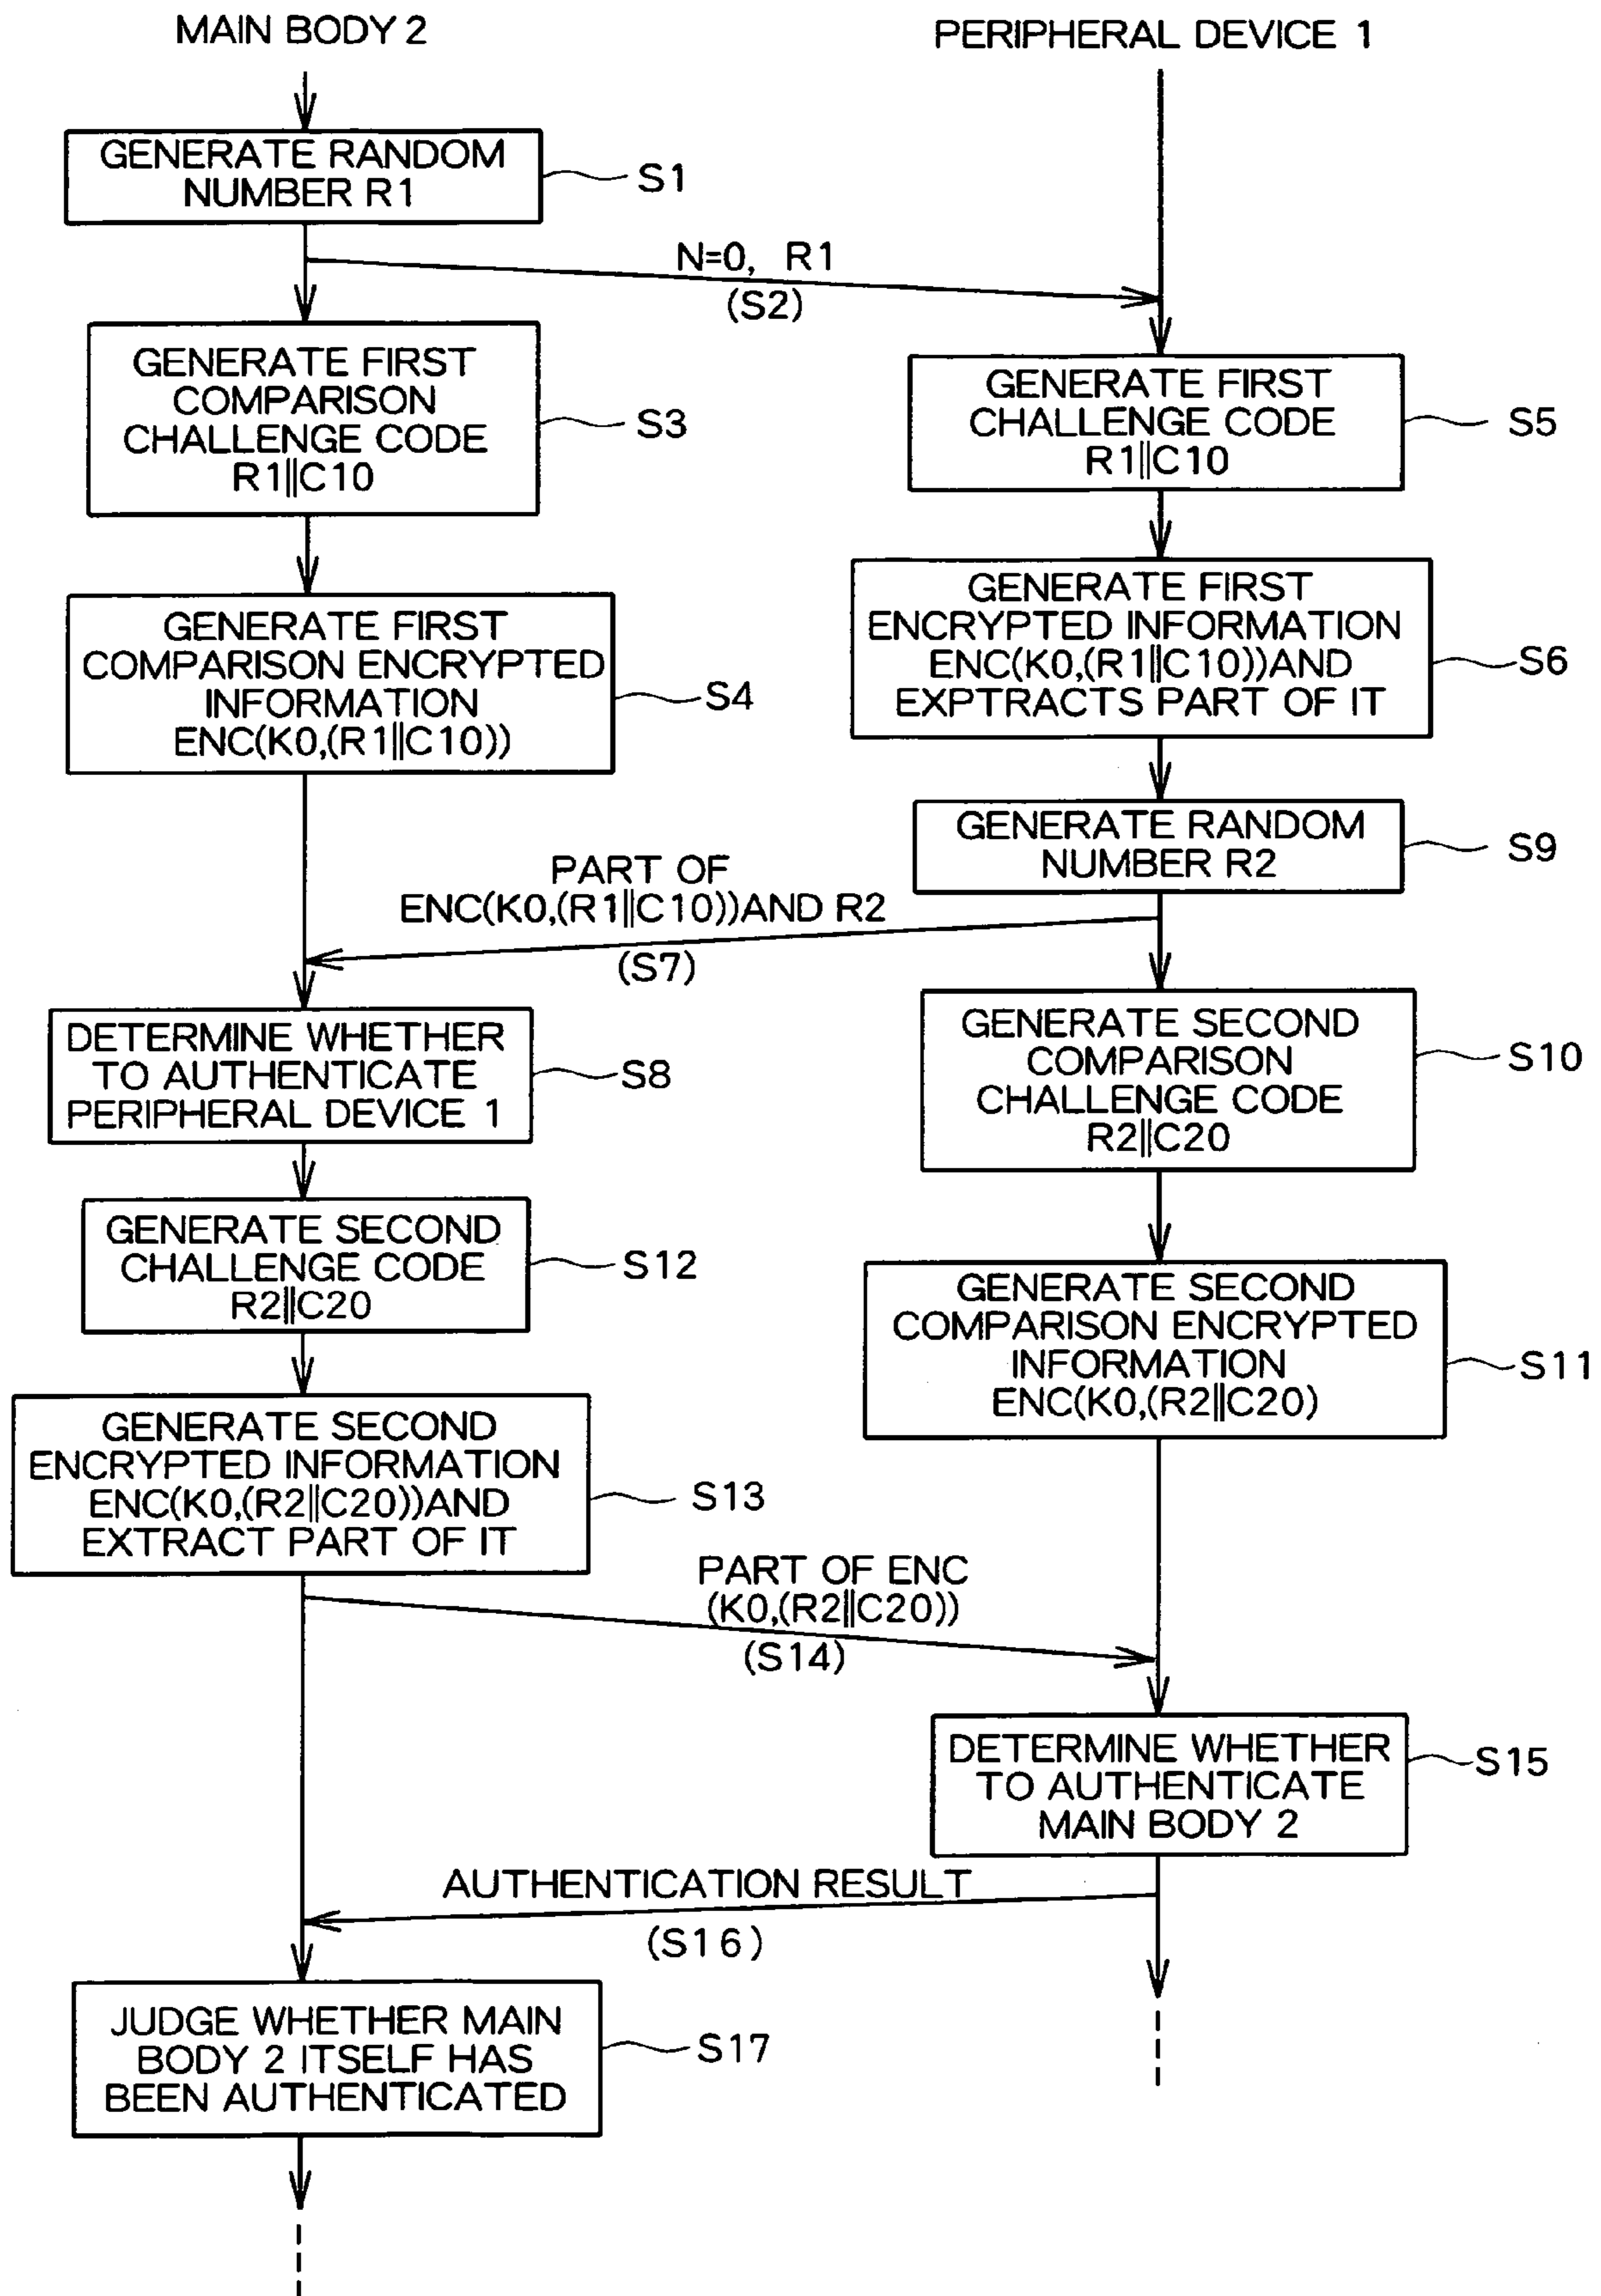 MAIN BODY 2
PERIPHERAL DEVICE 1
GENERATE RANDOM
NUMBER R1
S1
N=0, R1
(S2)
GENERATE FIRST
COMPARISON
CHALLENGE CODE
R1||C10
S3
GENERATE FIRST
CHALLENGE CODE
R1||C10
S5
GENERATE FIRST
COMPARISON ENCRYPTED
INFORMATION
ENC(K0,(R1||C10))
S4
GENERATE FIRST
ENCRYPTED INFORMATION
ENC(K0,(R1||C10))AND
EXPTRACTS PART OF IT
S6
GENERATE RANDOM
NUMBER R2
S9
PART OF
ENC(K0,(R1||C10))AND R2
(S7)
DETERMINE WHETHER
TO AUTHENTICATE
PERIPHERAL DEVICE 1
S8
GENERATE SECOND
COMPARISON
CHALLENGE CODE
R2||C20
S10
GENERATE SECOND
CHALLENGE CODE
R2||C20
S12
GENERATE SECOND
COMPARISON ENCRYPTED
INFORMATION
ENC(K0,(R2||C20)
S11
GENERATE SECOND
ENCRYPTED INFORMATION
ENC(K0,(R2||C20))AND
EXTRACT PART OF IT
S13
PART OF ENC
(K0,(R2||C20))
(S14)
DETERMINE WHETHER
TO AUTHENTICATE
MAIN BODY 2
S15
AUTHENTICATION RESULT
(S16)
JUDGE WHETHER MAIN
BODY 2 ITSELF HAS
BEEN AUTHENTICATED
S17